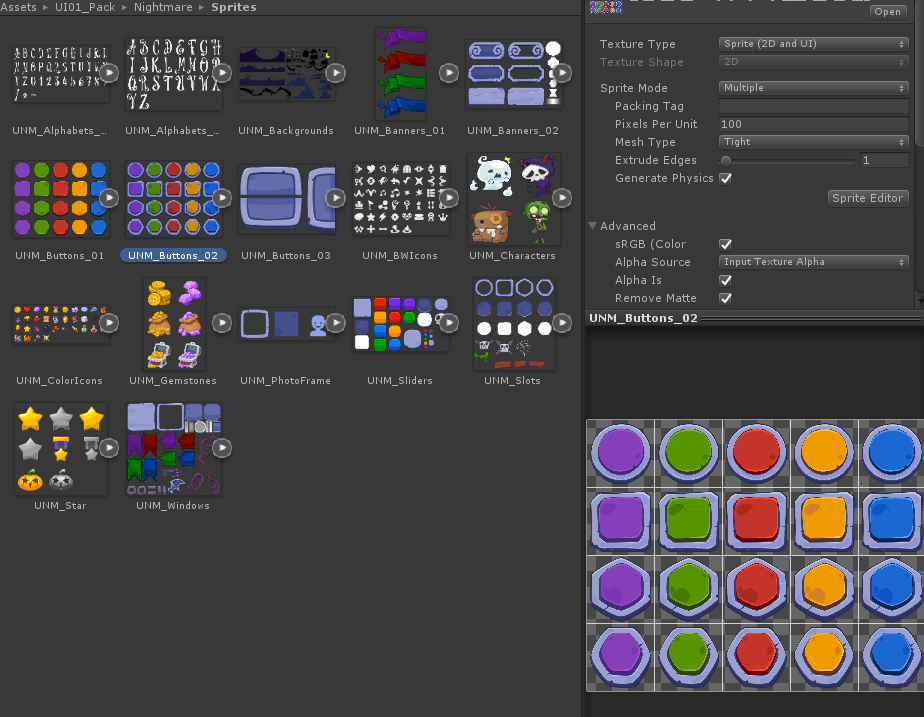 Assets ▸ UI01_Pack ▸ Nightmare ▸ Sprites
UNM_Alphabets_...
UNM_Alphabets_...
UNM_Backgrounds
UNM_Banners_01
UNM_Banners_02
UNM_Buttons_01
UNM_Buttons_02
UNM_Buttons_03
UNM_BWIcons
UNM_Characters
UNM_ColorIcons
UNM_Gemstones
UNM_PhotoFrame
UNM_Sliders
UNM_Slots
UNM_Star
UNM_Windows
Open
Texture Type Sprite (2D and UI)
Texture Shape 2D
Sprite Mode Multiple
Packing Tag
Pixels Per Unit 100
Mesh Type Tight
Extrude Edges 1
Generate Physics
Sprite Editor
Advanced
sRGB (Color
Alpha Source Input Texture Alpha
Alpha Is
Remove Matte
UNM_Buttons_02